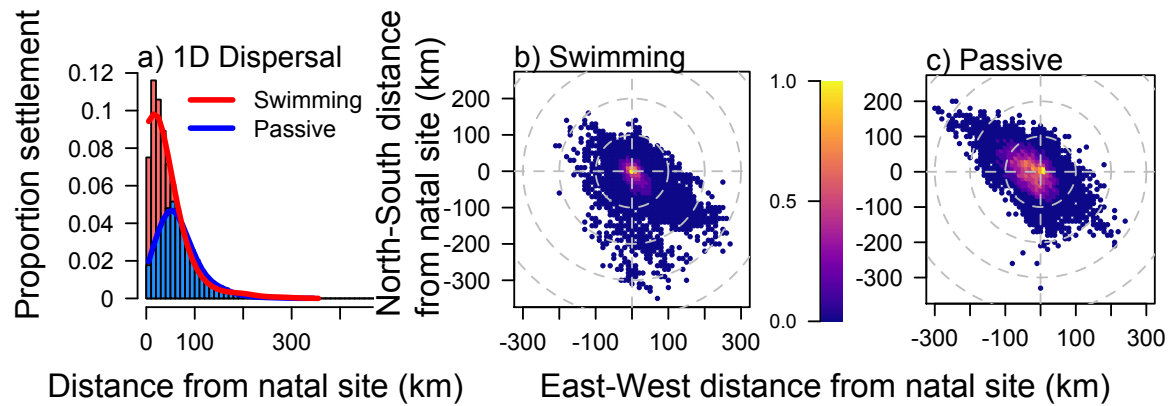 a) 1D Dispersal
Proportion settlement
0.12
0.1
0.08
0.06
0.04
0.02
0
Swimming
Passive
0 300
Distance from natal site (km)
b) Swimming
North-South distance
from natal site (km)
200
100
0
-100
-200
-300
-300 -100 100 300
1.0
0.5
0.0
c) Passive
200
100
0
-100
-200
-300
-300 -100 100 300
East-West distance from natal site (km)